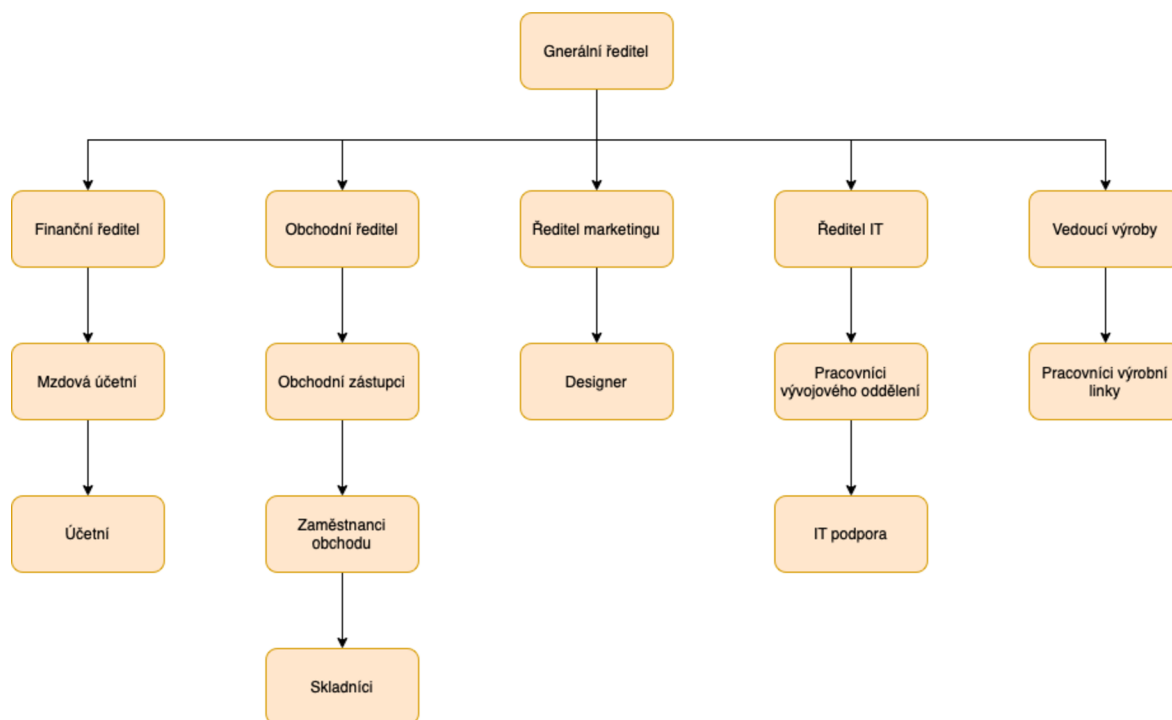 Gnerální ředitel
Finanční ředitel
Obchodní ředitel
Ředitel marketingu
Ředitel IT
Vedoucí výroby
Mzdová účetní
Obchodní zástupci
Designer
Pracovníci
vývojového oddělení
Pracovníci výrobní
linky
Účetní
Zaměstnanci
obchodu
IT podpora
Skladníci